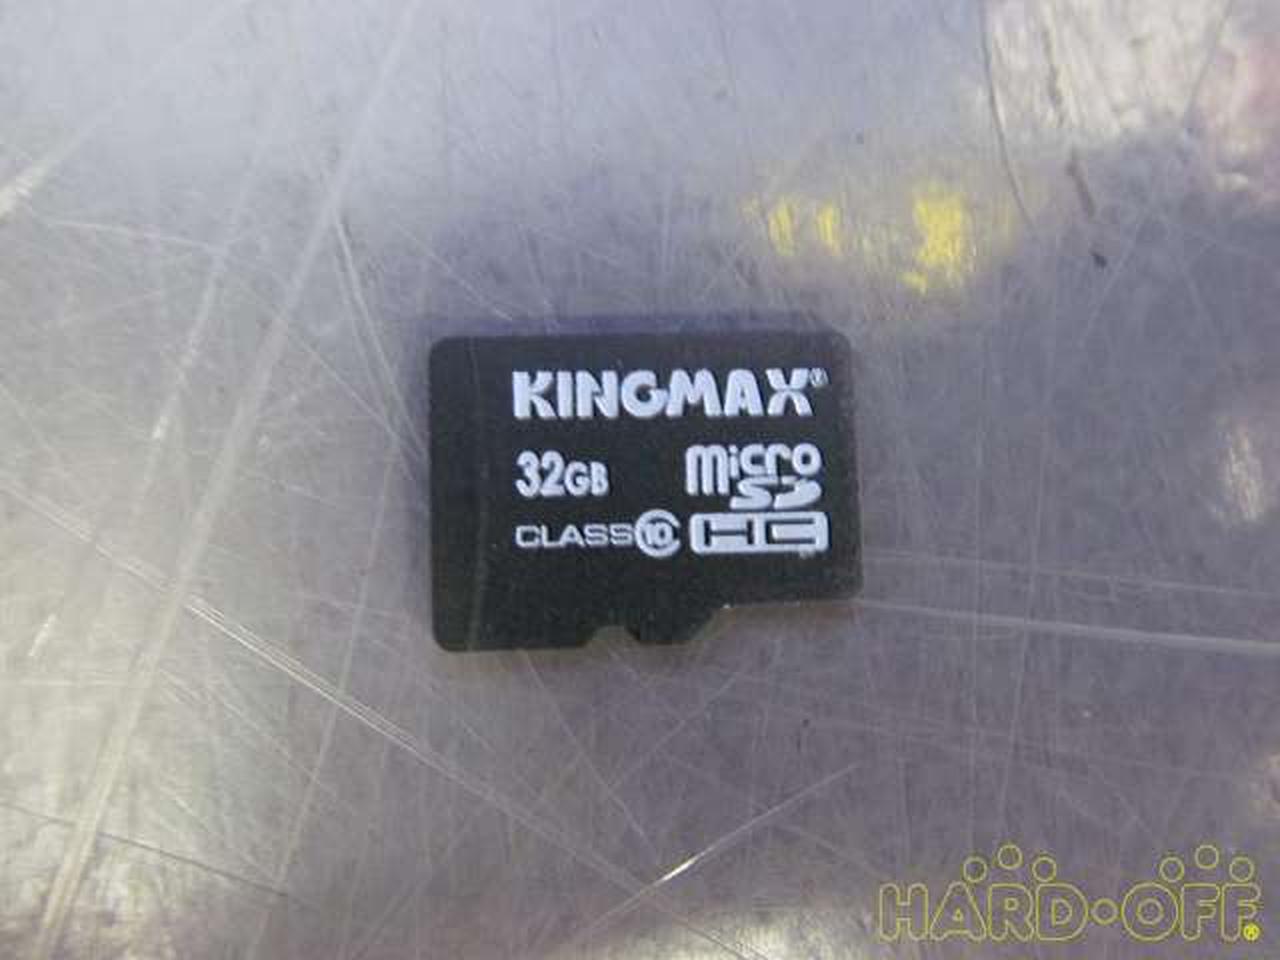 KINGMAX®
32GB
micro
SD
CLASS 10
HC
HARD·OFF®